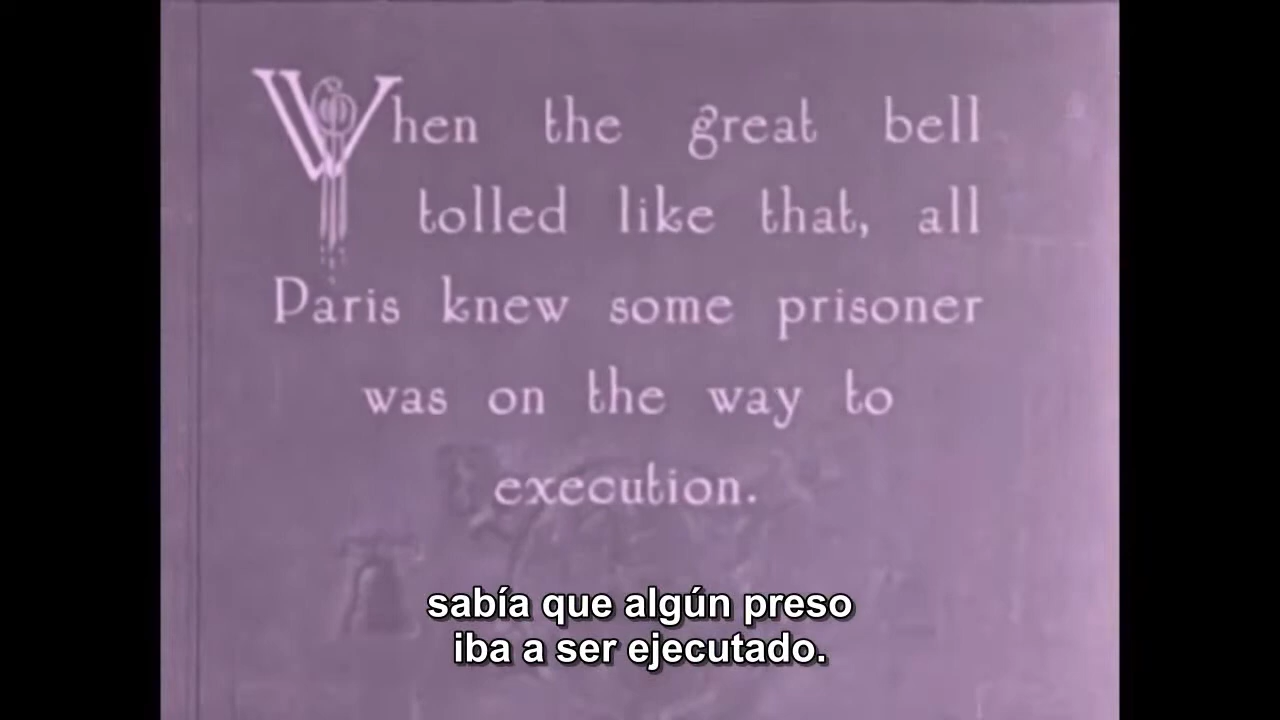 When the great bell
tolled like that, all
Paris knew some prisoner
was on the way to
execution.
sabía que algún preso
iba a ser ejecutado.